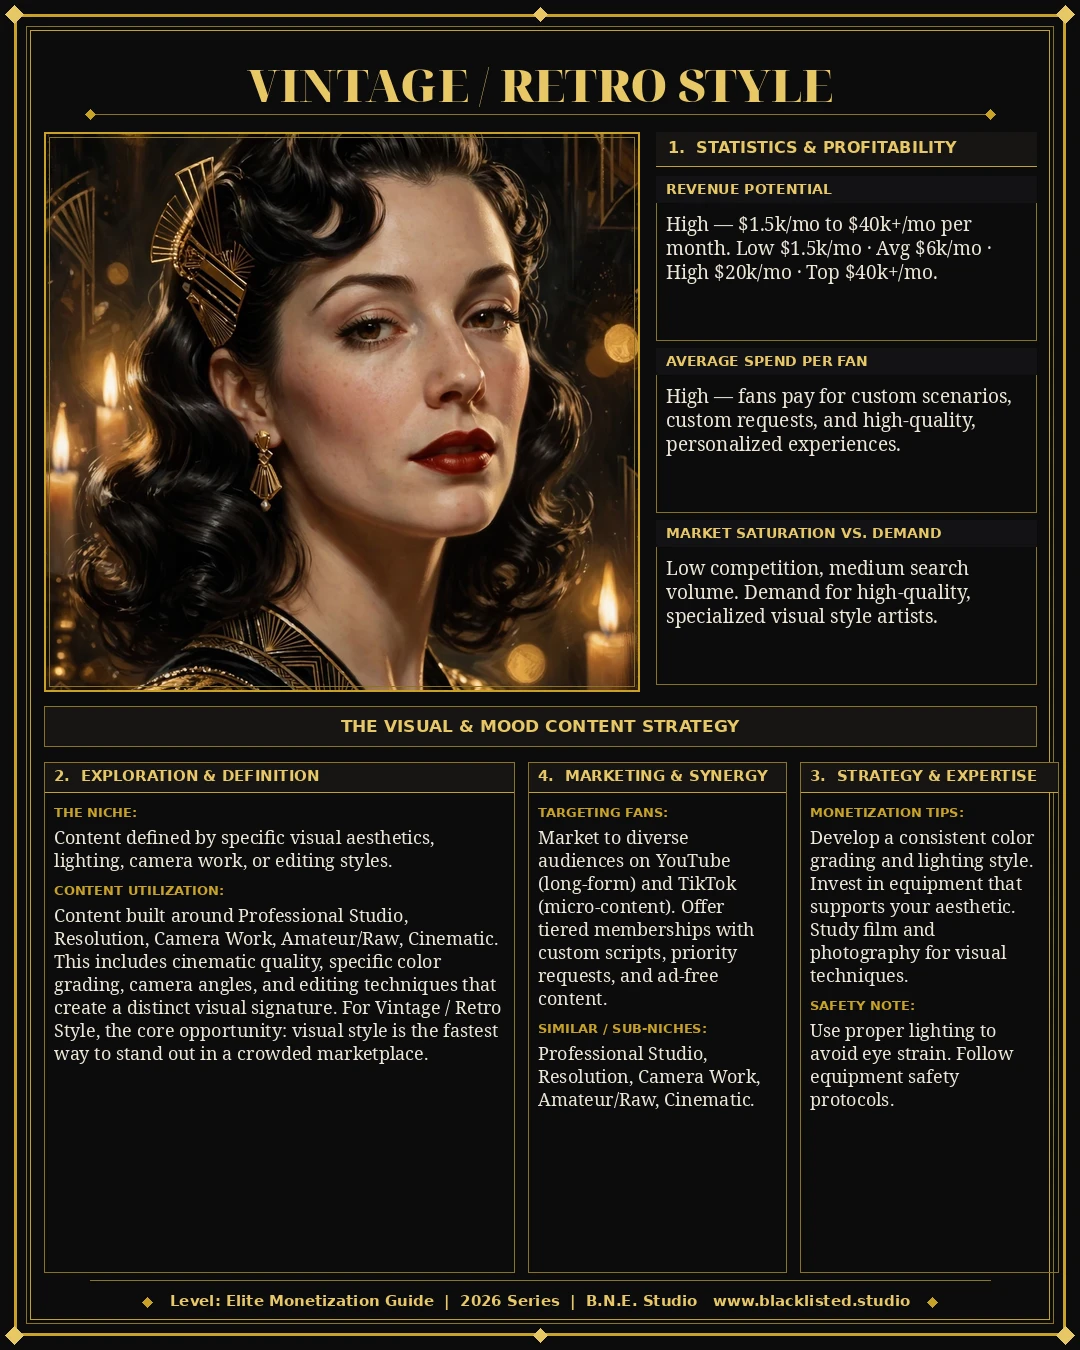 VINTAGE / RETRO STYLE
1. STATISTICS & PROFITABILITY
REVENUE POTENTIAL
High — $1.5k/mo to $40k+/mo per
month. Low $1.5k/mo · Avg $6k/mo ·
High $20k/mo · Top $40k+/mo.
AVERAGE SPEND PER FAN
High — fans pay for custom scenarios,
custom requests, and high-quality,
personalized experiences.
MARKET SATURATION VS. DEMAND
Low competition, medium search
volume. Demand for high-quality,
specialized visual style artists.
THE VISUAL & MOOD CONTENT STRATEGY
2. EXPLORATION & DEFINITION
THE NICHE:
Content defined by specific visual aesthetics,
lighting, camera work, or editing styles.
CONTENT UTILIZATION:
Content built around Professional Studio,
Resolution, Camera Work, Amateur/Raw, Cinematic.
This includes cinematic quality, specific color
grading, camera angles, and editing techniques that
create a distinct visual signature. For Vintage / Retro
Style, the core opportunity: visual style is the fastest
way to stand out in a crowded marketplace.
4. MARKETING & SYNERGY
TARGETING FANS:
Market to diverse
audiences on YouTube
(long-form) and TikTok
(micro-content). Offer
tiered memberships with
custom scripts, priority
requests, and ad-free
content.
SIMILAR / SUB-NICHES:
Professional Studio,
Resolution, Camera Work,
Amateur/Raw, Cinematic.
3. STRATEGY & EXPERTISE
MONETIZATION TIPS:
Develop a consistent color
grading and lighting style.
Invest in equipment that
supports your aesthetic.
Study film and
photography for visual
techniques.
SAFETY NOTE:
Use proper lighting to
avoid eye strain. Follow
equipment safety
protocols.
Level: Elite Monetization Guide | 2026 Series | B.N.E. Studio www.blacklisted.studio